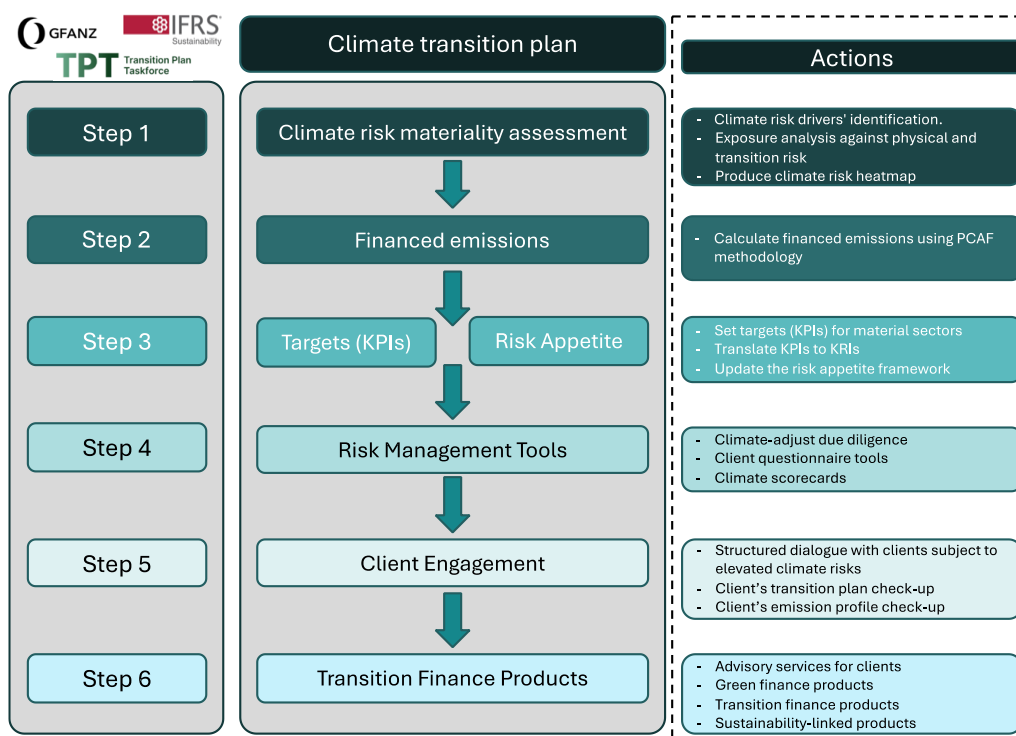 GFANZ
IFRS
Sustainability
TPT Transition Plan
Taskforce
Climate transition plan
Actions
Step 1
Climate risk materiality assessment
- Climate risk drivers' identification.
- Exposure analysis against physical and
transition risk
- Produce climate risk heatmap
Step 2
Financed emissions
- Calculate financed emissions using PCAF
methodology
Step 3
Targets (KPIs)
Risk Appetite
- Set targets (KPIs) for material sectors
- Translate KPIs to KRIs
- Update the risk appetite framework
Step 4
Risk Management Tools
- Climate-adjust due diligence
- Client questionnaire tools
- Climate scorecards
Step 5
Client Engagement
- Structured dialogue with clients subject to
elevated climate risks
- Client's transition plan check-up
- Client's emission profile check-up
Step 6
Transition Finance Products
- Advisory services for clients
- Green finance products
- Transition finance products
- Sustainability-linked products